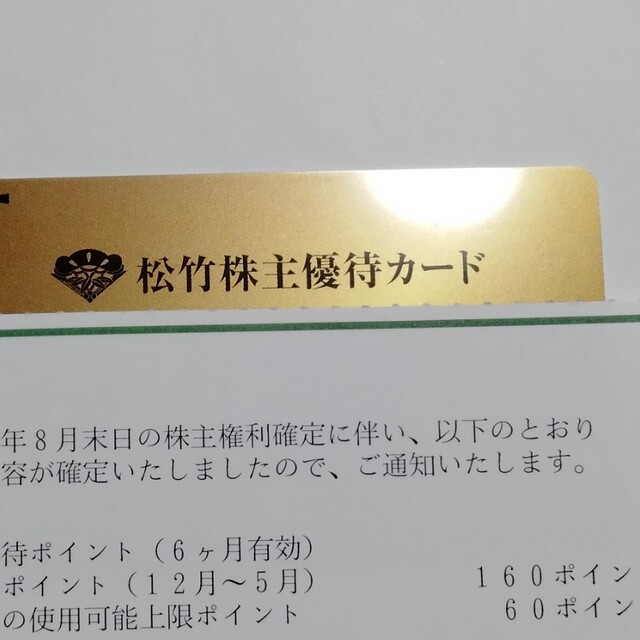 松竹株主優待カード
年8月末日の株主権利確定に伴い、以下のとおり
容が確定いたしましたので、ご通知いたします。
待ポイント(6ヶ月有効)
ポイント(12月～5月) 160ポイン
の使用可能上限ポイント 60ポイン